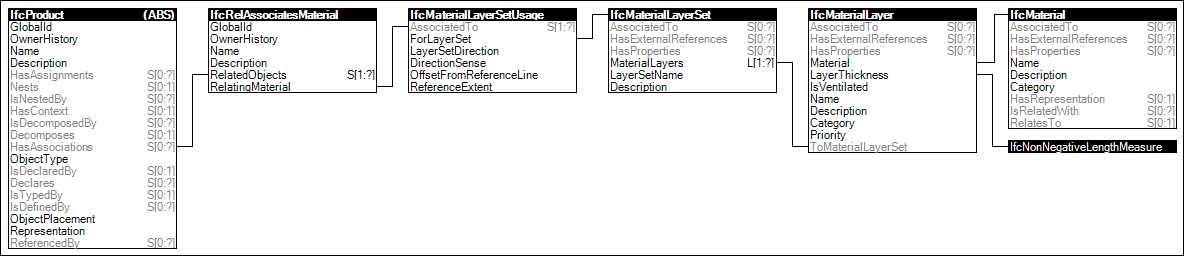 IfcProduct (ABS)
GlobalId
OwnerHistory
Name
Description
HasAssignments S[0:?]
Nests S[0:1]
IsNestedBy S[0:?]
HasContext S[0:1]
IsDecomposedBy S[0:?]
Decomposes S[0:1]
HasAssociations S[0:?]
ObjectType
IsDeclaredBy S[0:1]
Declares S[0:?]
IsTypedBy S[0:1]
IsDefinedBy S[0:?]
ObjectPlacement
Representation
ReferencedBy S[0:?]
IfcRelAssociatesMaterial
GlobalId
OwnerHistory
Name
Description
RelatedObjects S[1:?]
RelatingMaterial
IfcMaterialLayerSetUsage
AssociatedTo S[1:?]
ForLayerSet
LayerSetDirection
DirectionSense
OffsetFromReferenceLine
ReferenceExtent
IfcMaterialLayerSet
AssociatedTo S[0:?]
HasExternalReferences S[0:?]
HasProperties S[0:?]
MaterialLayers L[1:?]
LayerSetName
Description
IfcMaterialLayer
AssociatedTo S[0:?]
HasExternalReferences S[0:?]
HasProperties S[0:?]
Material
LayerThickness
IsVentilated
Name
Description
Category
Priority
ToMaterialLayerSet
IfcMaterial
AssociatedTo S[0:?]
HasExternalReferences S[0:?]
HasProperties S[0:?]
Name
Description
Category
HasRepresentation S[0:1]
IsRelatedWith S[0:?]
RelatesTo S[0:1]
IfcNonNegativeLengthMeasure